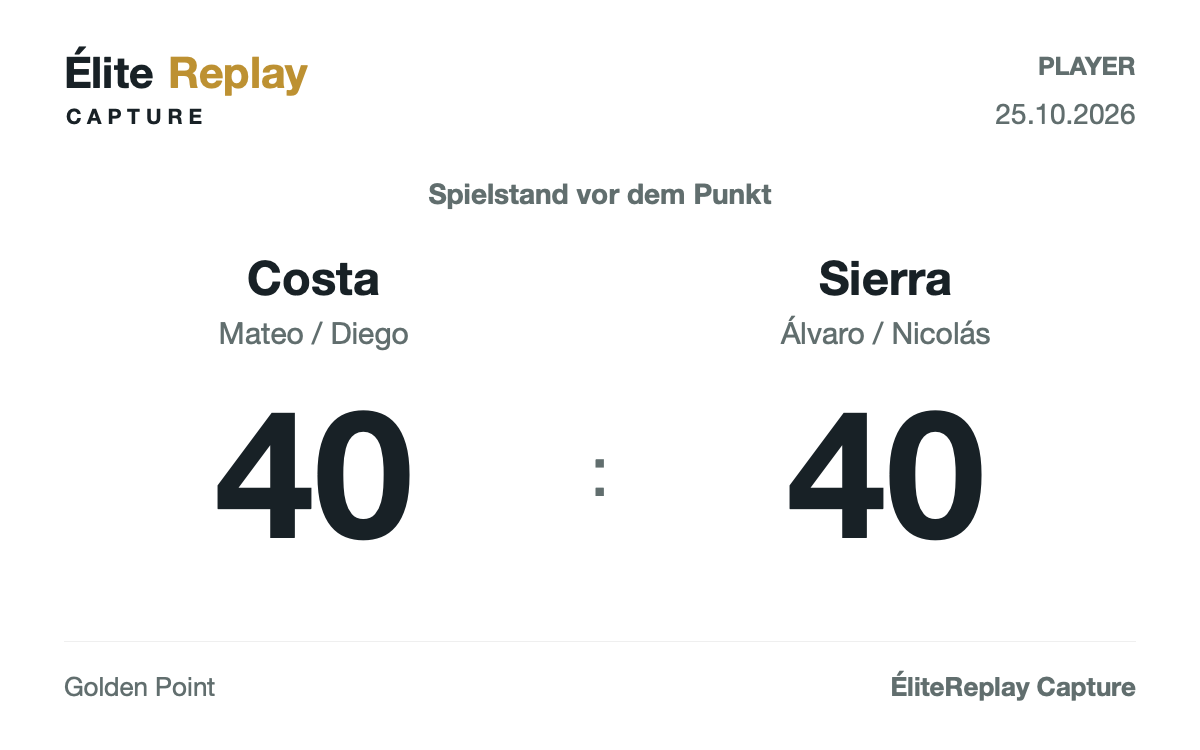 Élite Replay
CAPTURE
PLAYER
25.10.2026
Spielstand vor dem Punkt
Costa
Mateo / Diego
Sierra
Álvaro / Nicolás
40 : 40
Golden Point
ÉliteReplay Capture